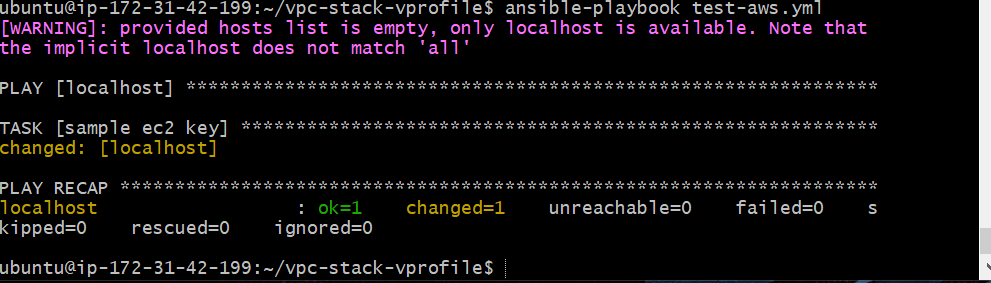 ubuntu@ip-172-31-42-199:~/vpc-stack-vprofile$ ansible-playbook test-aws.yml
[WARNING]: provided hosts list is empty, only localhost is available. Note that
the implicit localhost does not match 'all'
PLAY [localhost] ***************************************************************
TASK [sample ec2 key] **********************************************************
changed: [localhost]
PLAY RECAP *********************************************************************
localhost                  : ok=1    changed=1    unreachable=0    failed=0    s
kipped=0    rescued=0    ignored=0
ubuntu@ip-172-31-42-199:~/vpc-stack-vprofile$